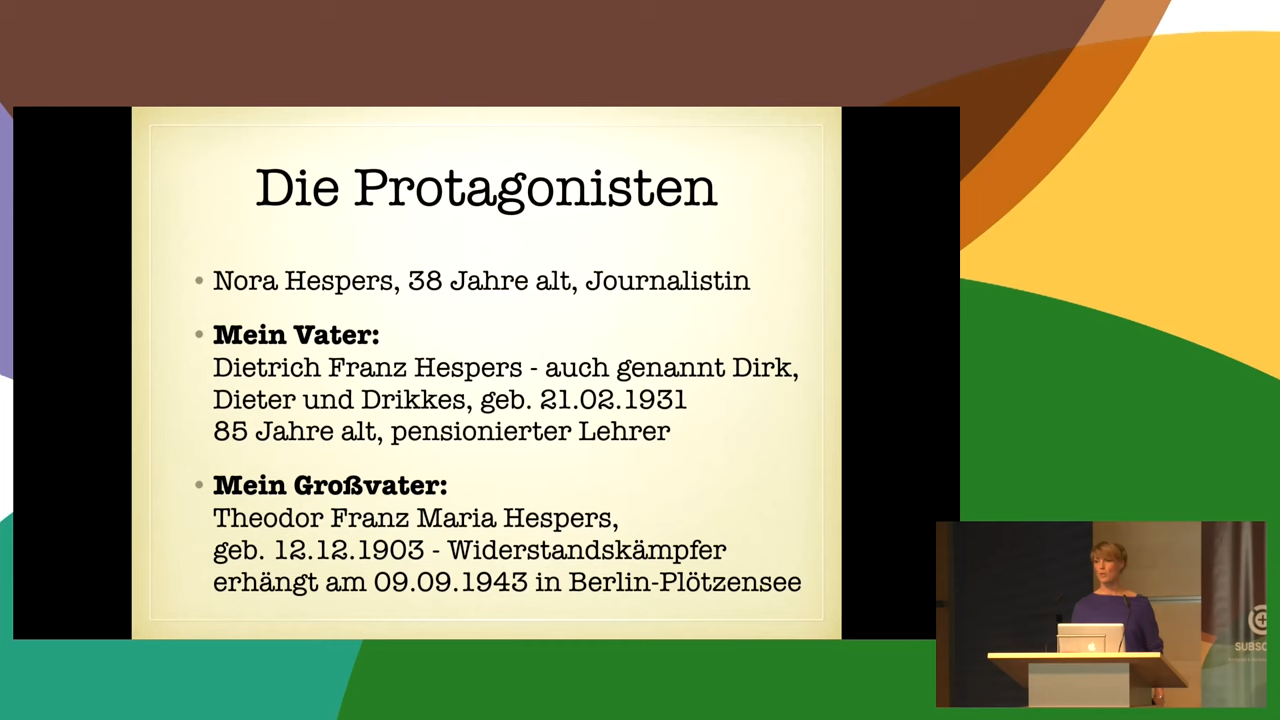 Die Protagonisten
• Nora Hespers, 38 Jahre alt, Journalistin
• Mein Vater:
Dietrich Franz Hespers - auch genannt Dirk,
Dieter und Drikkes, geb. 21.02.1931
85 Jahre alt, pensionierter Lehrer
• Mein Großvater:
Theodor Franz Maria Hespers,
geb. 12.12.1903 - Widerstandskämpfer
erhängt am 09.09.1943 in Berlin-Plötzensee
SUBSC